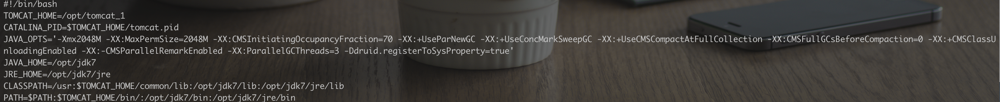 #!/bin/bash
TOMCAT_HOME=/opt/tomcat_1
CATALINA_PID=$TOMCAT_HOME/tomcat.pid
JAVA_OPTS='-Xmx2048M -XX:MaxPermSize=2048M -XX:CMSInitiatingOccupancyFraction=70 -XX:+UseParNewGC -XX:+UseConcMarkSweepGC -XX:+UseCMSCompactAtFullCollection -XX:CMSFullGCsBeforeCompaction=0 -XX:+CMSClassU
nloadingEnabled -XX:-CMSParallelRemarkEnabled -XX:ParallelGCThreads=3 -Ddruid.registerToSysProperty=true'
JAVA_HOME=/opt/jdk7
JRE_HOME=/opt/jdk7/jre
CLASSPATH=/usr:$TOMCAT_HOME/common/lib:/opt/jdk7/lib:/opt/jdk7/jre/lib
PATH=$PATH:$TOMCAT_HOME/bin/:/opt/jdk7/bin:/opt/jdk7/jre/bin